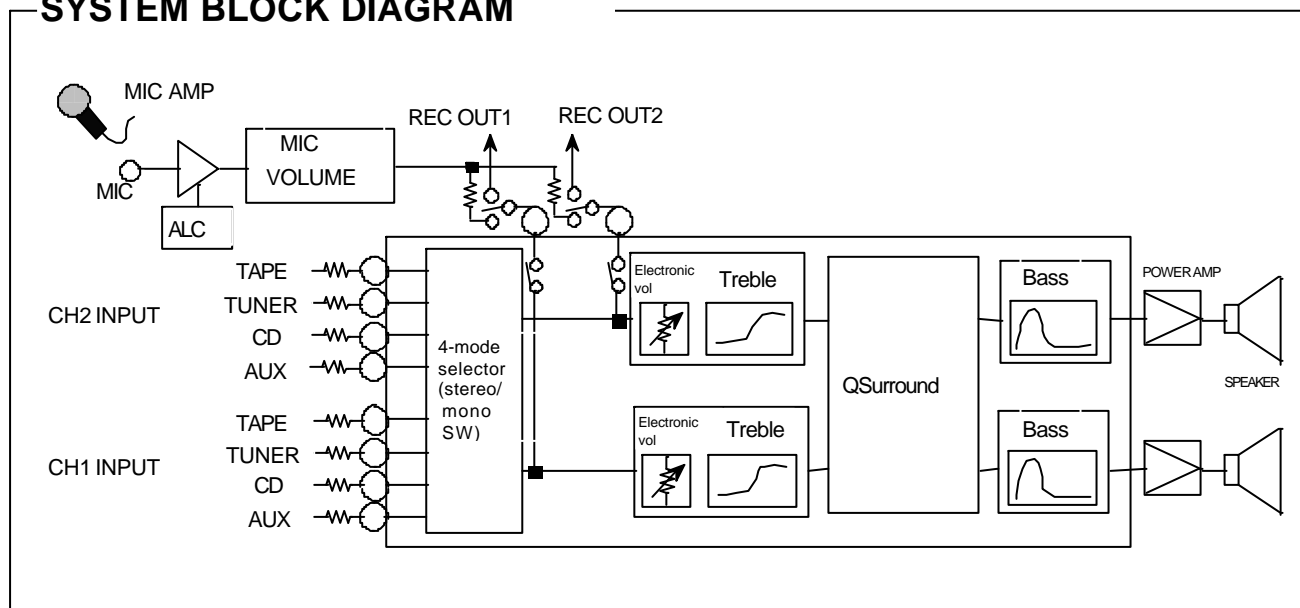 SYSTEM BLOCK DIAGRAM
MIC AMP
REC OUT1
REC OUT2
MIC
VOLUME
MIC
ALC
TAPE
TUNER
CD
AUX
CH2 INPUT
TAPE
TUNER
CD
AUX
CH1 INPUT
4-mode
selector
(stereo/
mono
SW)
Electronic
vol
Treble
Electronic
vol
Treble
QSurround
Bass
Bass
POWER AMP
SPEAKER